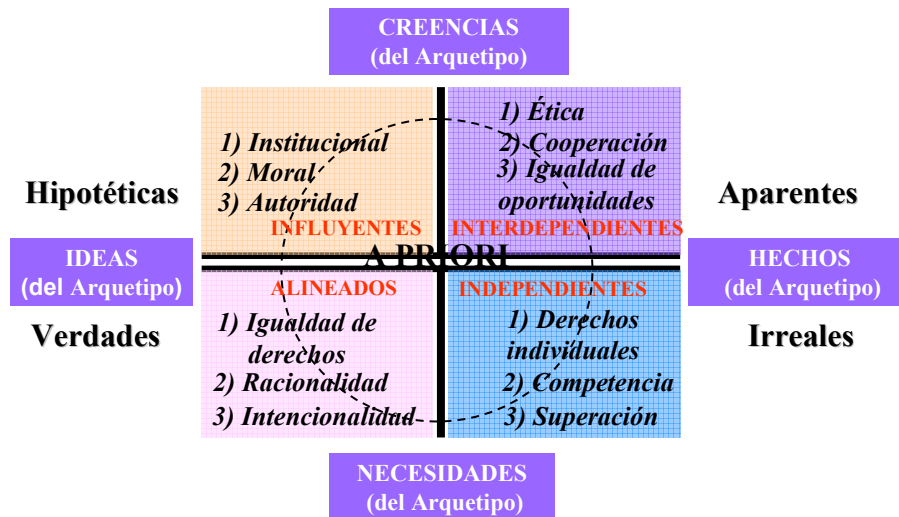 CREENCIAS
(del Arquetipo)
1) Institucional
2) Moral
3) Autoridad
INFLUYENTES
1) Ética
2) Cooperación
3) Igualdad de
oportunidades
INTERDEPENDIENTES
Hipotéticas
Aparentes
A PRIORI
IDEAS
(del Arquetipo)
HECHOS
(del Arquetipo)
Verdades
Irreales
ALINEADOS
1) Igualdad de
derechos
2) Racionalidad
3) Intencionalidad
INDEPENDIENTES
1) Derechos
individuales
2) Competencia
3) Superación
NECESIDADES
(del Arquetipo)